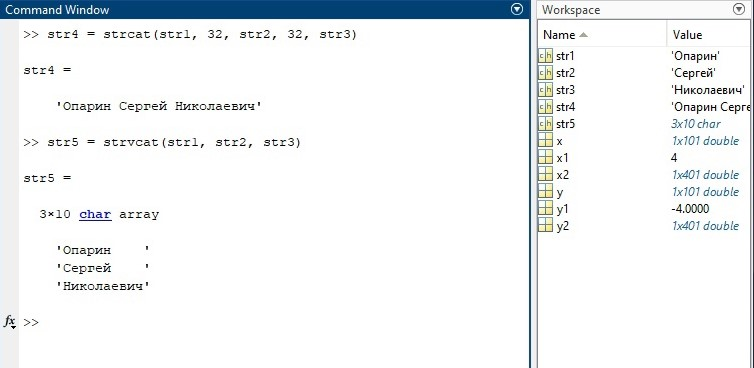 Command Window
>> str4 = strcat(str1, 32, str2, 32, str3)
str4 =
'Опарин Сергей Николаевич'
>> str5 = strvcat(str1, str2, str3)
str5 =
3×10 char array
'Опарин    '
'Сергей    '
'Николаевич'
fx >>
Workspace
Name Value
str1 'Опарин'
str2 'Сергей'
str3 'Николаевич'
str4 'Опарин Серге
str5 3x10 char
x 1x101 double
x1 4
x2 1x401 double
y 1x101 double
y1 -4.0000
y2 1x401 double